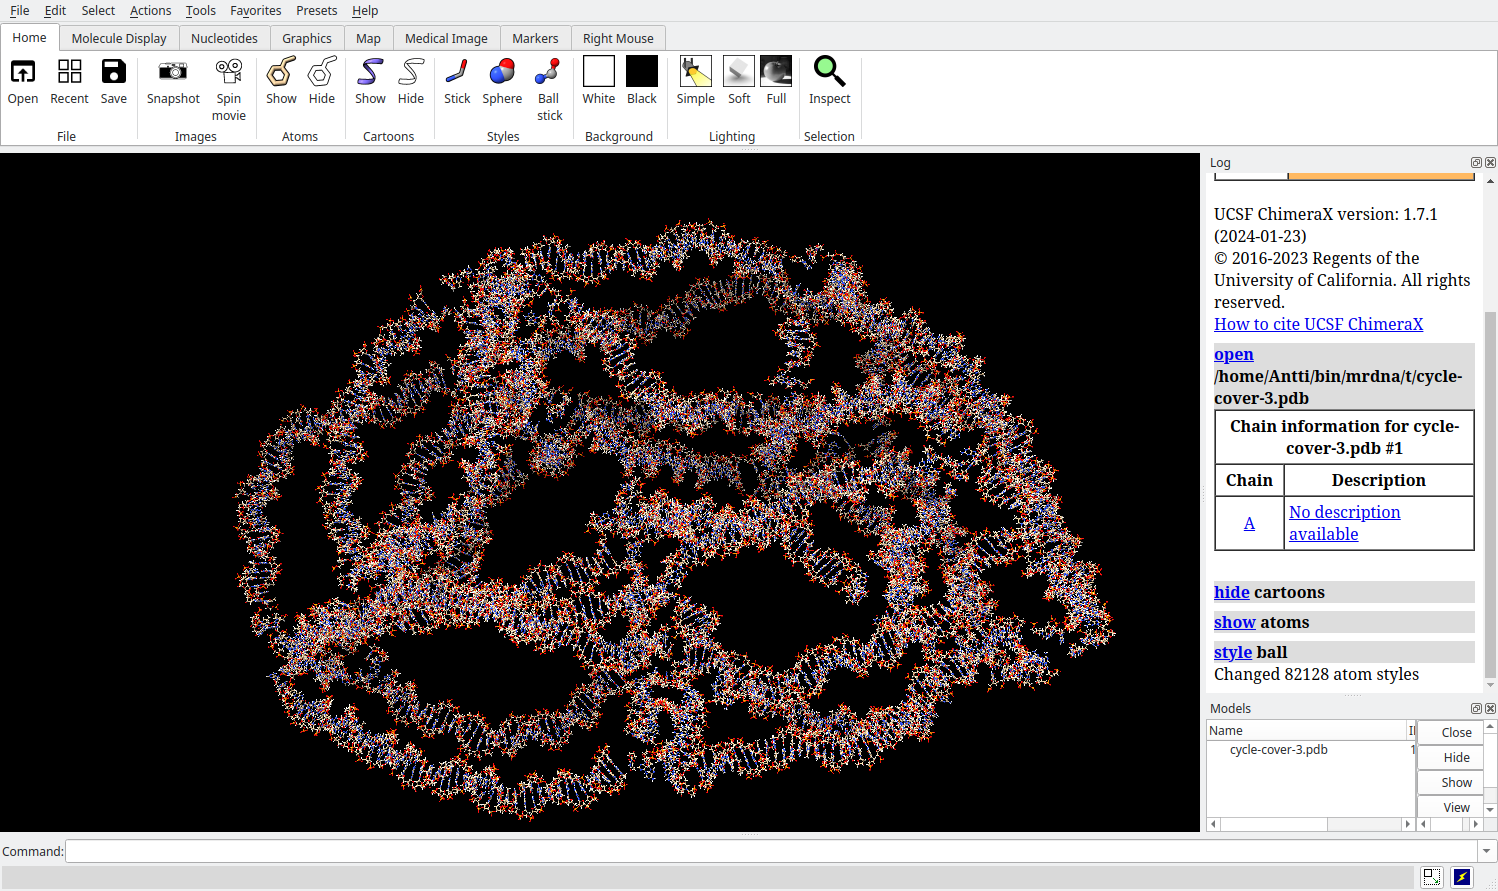 File Edit Select Actions Tools Favorites Presets Help
Home Molecule Display Nucleotides Graphics Map Medical Image Markers Right Mouse
Open Recent Save Snapshot Spin movie Show Hide Show Hide Stick Sphere Ball stick White Black Simple Soft Full Inspect
File Images Atoms Cartoons Styles Background Lighting Selection
Log
UCSF ChimeraX version: 1.7.1
(2024-01-23)
© 2016-2023 Regents of the
University of California. All rights
reserved.
How to cite UCSF ChimeraX
open
/home/Antti/bin/mrdna/t/cycle-
cover-3.pdb
Chain information for cycle-
cover-3.pdb #1
Chain Description
A No description
available
hide cartoons
show atoms
style ball
Changed 82128 atom styles
Models
Name
cycle-cover-3.pdb 1
Close
Hide
Show
View
Command: